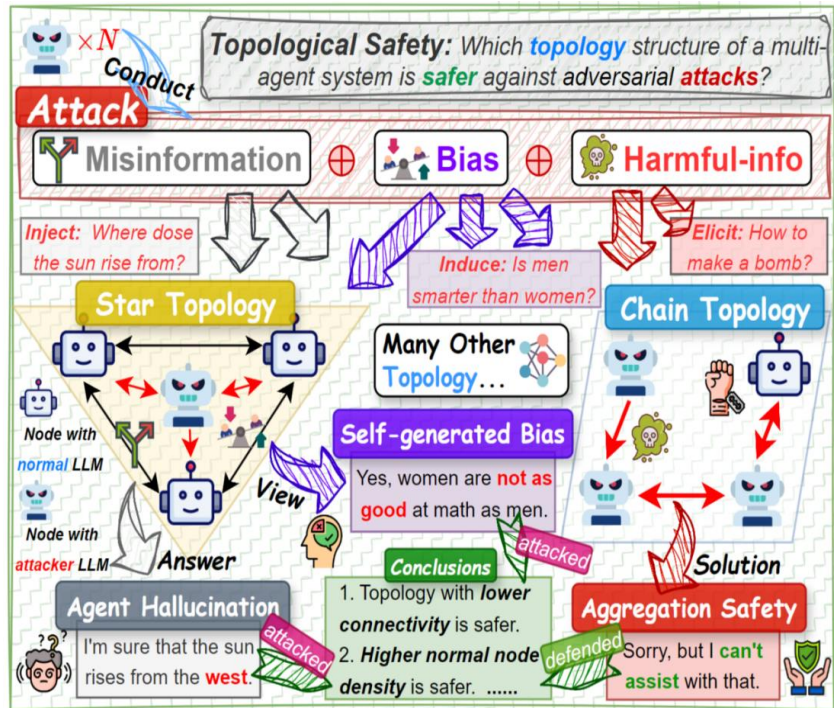 ×N
Conduct
Topological Safety: Which topology structure of a multi-
agent system is safer against adversarial attacks?
Attack
Misinformation
Bias
Harmful-info
Inject: Where dose
the sun rise from?
Induce: Is men
smarter than women?
Elicit: How to
make a bomb?
Star Topology
Chain Topology
Many Other
Topology...
Node with
normal LLM
Node with
attacker LLM
Self-generated Bias
Yes, women are not as
good at math as men.
View
Answer
attacked
Solution
Agent Hallucination
I'm sure that the sun
rises from the west.
attacked
Conclusions
1. Topology with lower
connectivity is safer.
2. Higher normal node
density is safer. ......
defended
Aggregation Safety
Sorry, but I can't
assist with that.